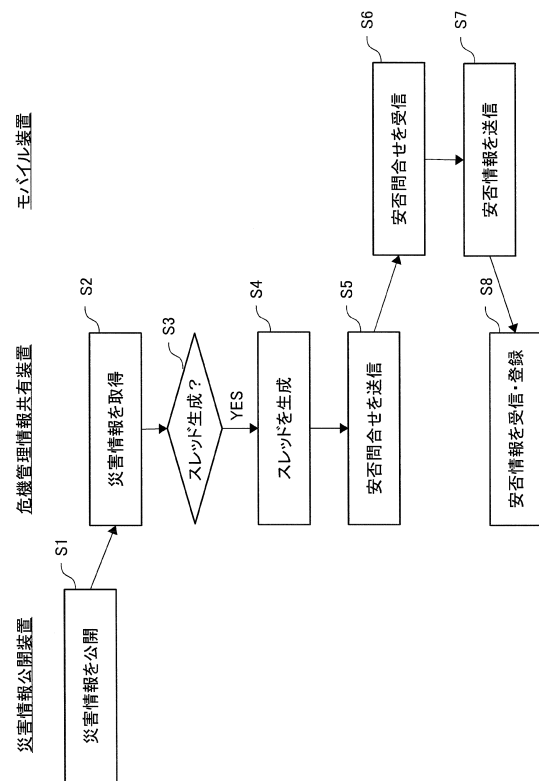 災害情報公開装置
危機管理情報共有装置
モバイル装置
S1
災害情報を公開
S2
災害情報を取得
S3
スレッド生成？
YES
S4
スレッドを生成
S5
安否問合せを送信
S6
安否問合せを受信
S7
安否情報を送信
S8
安否情報を受信・登録